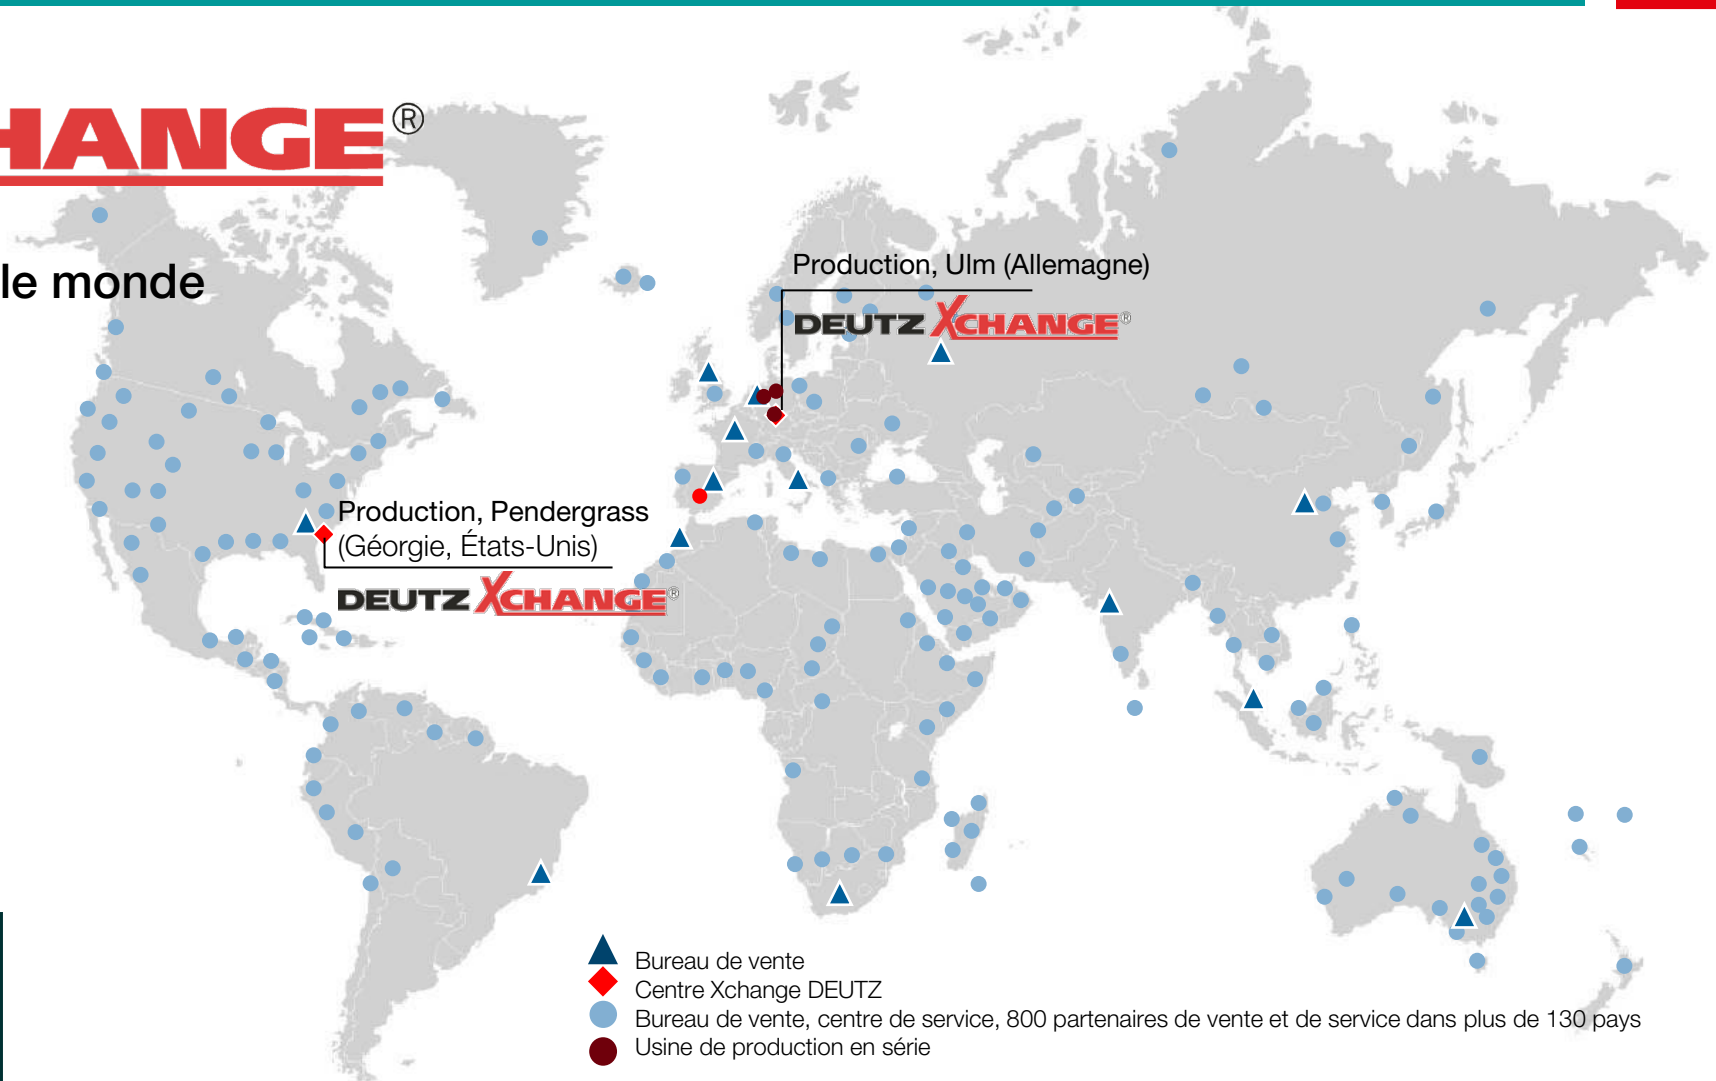 HANGE®
le monde
Production, Ulm (Allemagne)
DEUTZ XCHANGE®
Production, Pendergrass
(Géorgie, États-Unis)
DEUTZ XCHANGE®
Bureau de vente
Centre Xchange DEUTZ
Bureau de vente, centre de service, 800 partenaires de vente et de service dans plus de 130 pays
Usine de production en série